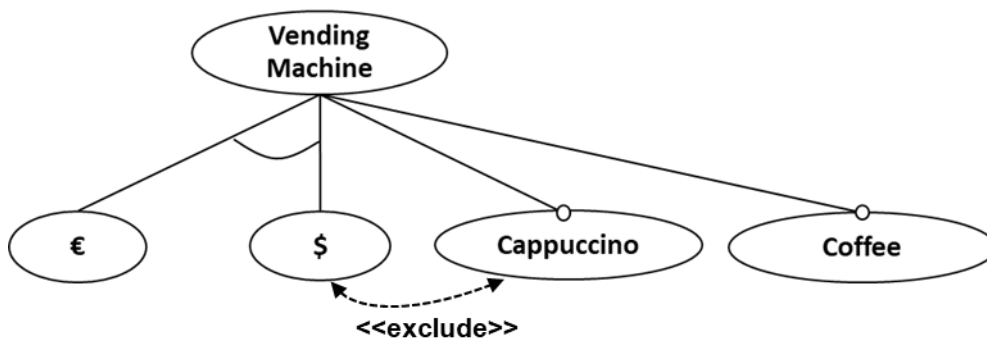 Vending
Machine
€
$
Cappuccino
Coffee
<<exclude>>